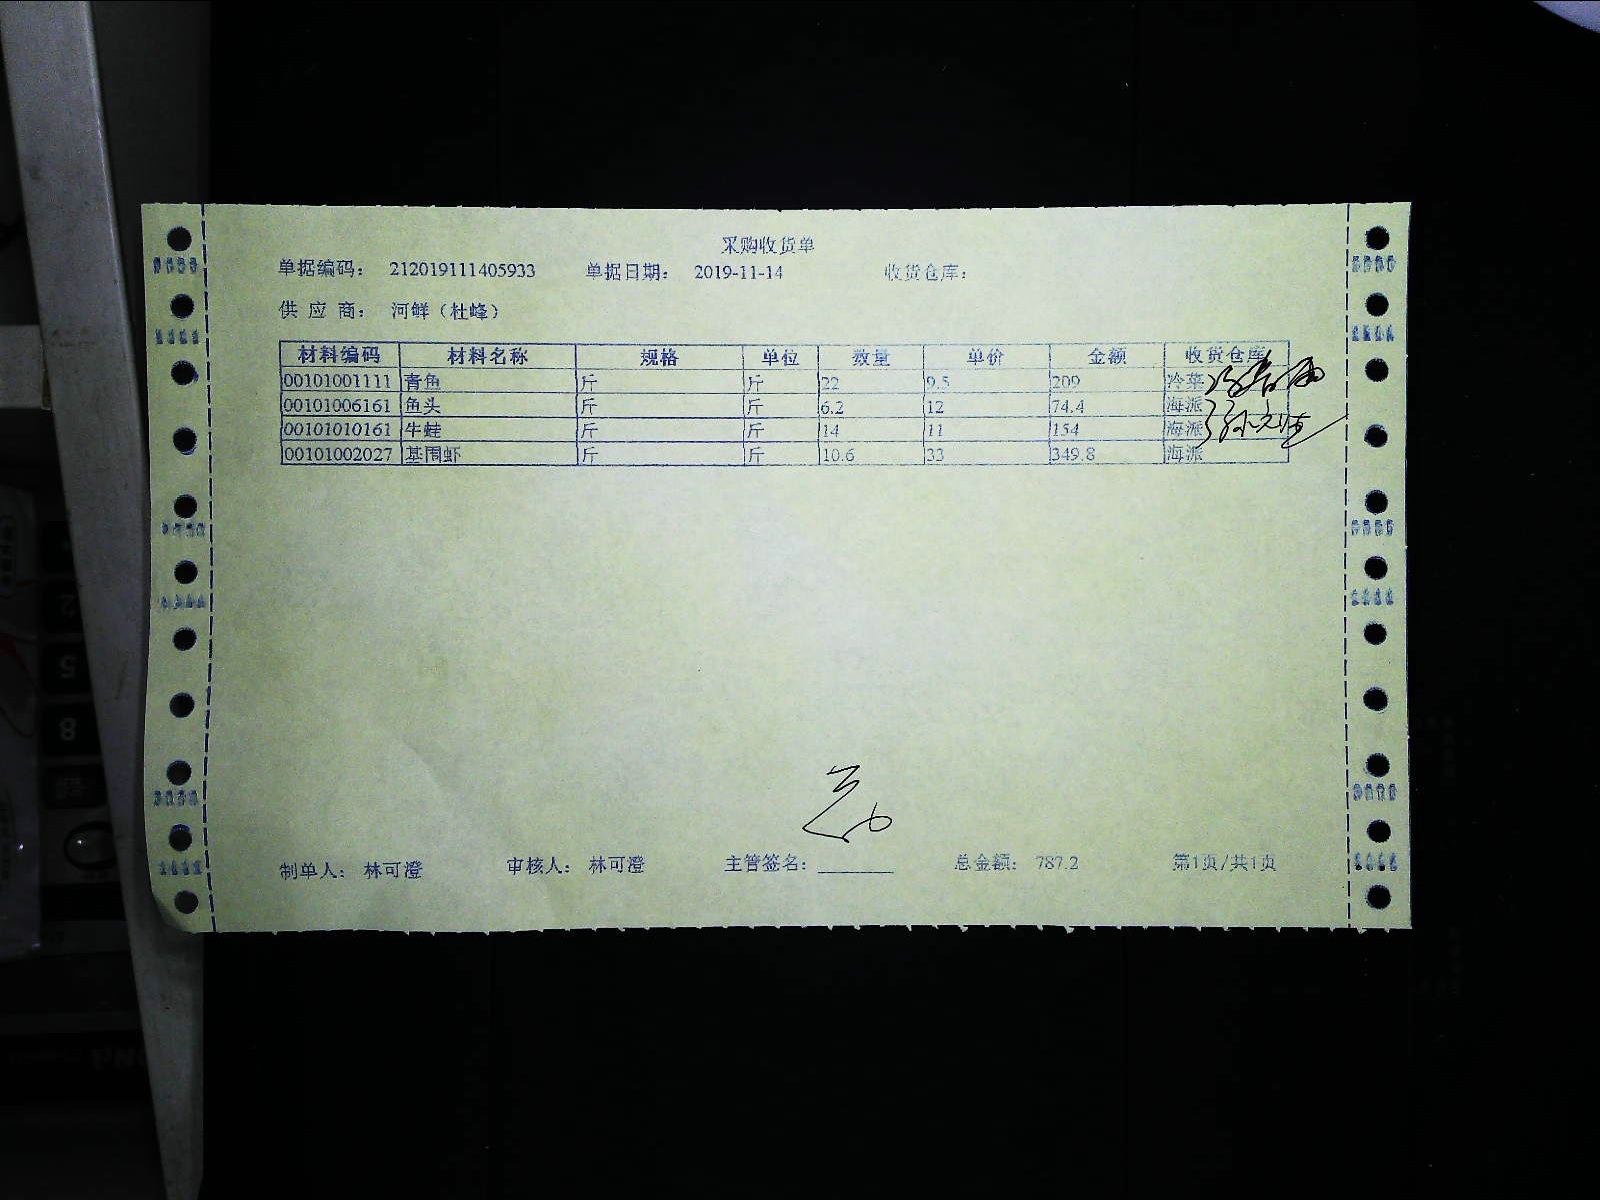 采购收货单
单据编码： 212019111405933 单据日期： 2019-11-14 收货仓库：
供 应 商： 河鲜（杜峰）
材料编码 材料名称 规格 单位 数量 单价 金额 收货仓库
00101001111 青鱼 斤 斤 22 9.5 209 冷菜
00101006161 鱼头 斤 斤 6.2 12 74.4 海派
00101010161 牛蛙 斤 斤 14 11 154 海派
00101002027 基围虾 斤 斤 10.6 33 349.8 海派
制单人： 林可澄 审核人： 林可澄 主管签名：________ 总金额： 787.2 第1页/共1页